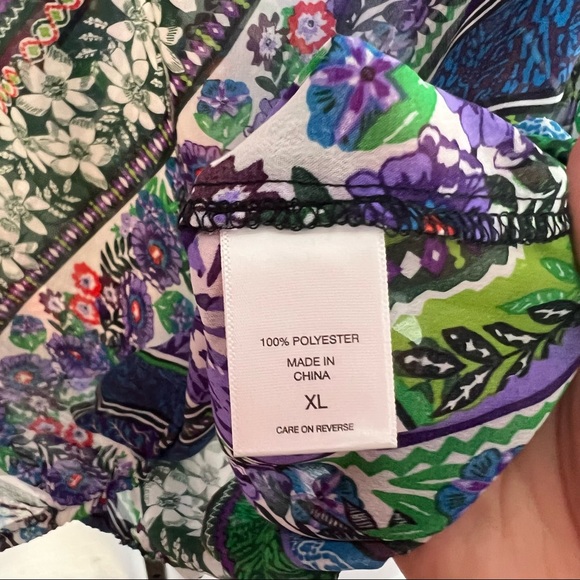 100% POLYESTER
MADE IN
CHINA
XL
CARE ON REVERSE